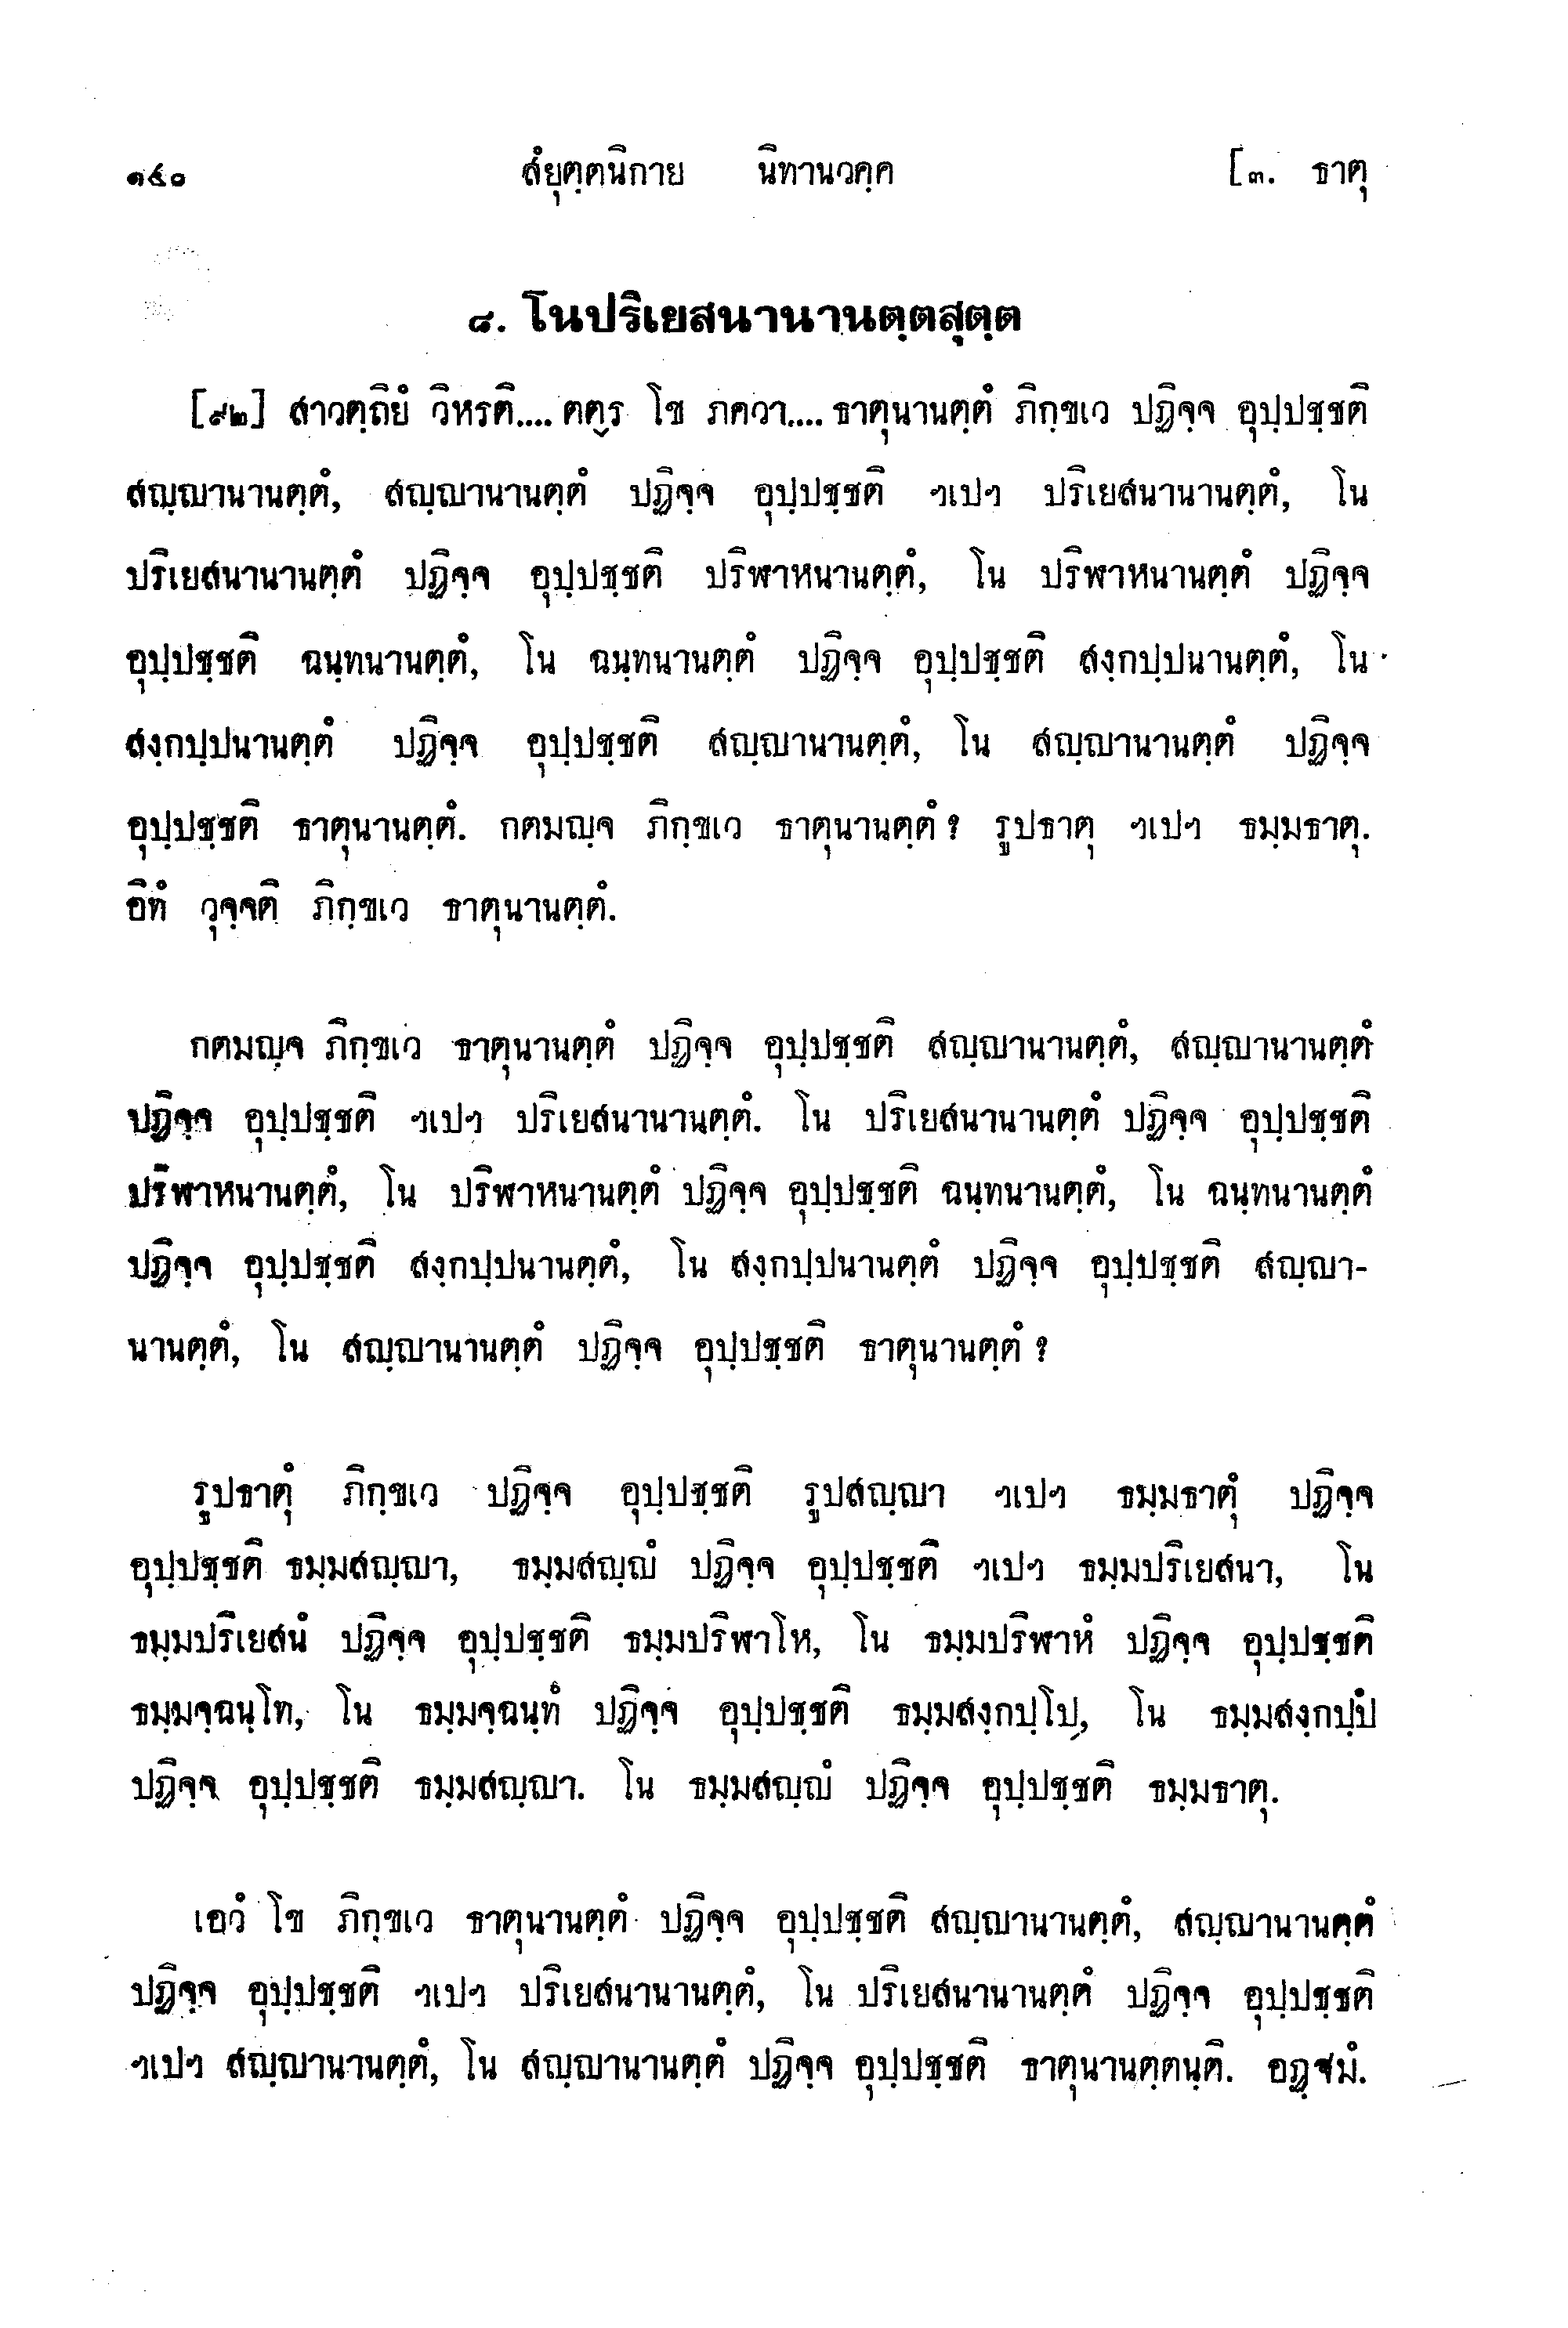 ๑๔๐ สํยุตฺตนิกาย นิทานวคฺค [๓. ธาตุ
๘. โนปริเยสนานานตฺตสุตฺต
[๙๒] สาวตฺถิยํ วิหรติ.... ตตฺร โข ภควา.... ธาตุนานตฺตํ ภิกฺขเว ปฏิจฺจ อุปฺปชฺชติ
สญฺญานานตฺตํ, สญฺญานานตฺตํ ปฏิจฺจ อุปฺปชฺชติ ฯเปฯ ปริเยสนานานตฺตํ, โน
ปริเยสนานานตฺตํ ปฏิจฺจ อุปฺปชฺชติ ปริฬาหนานตฺตํ, โน ปริฬาหนานตฺตํ ปฏิจฺจ
อุปฺปชฺชติ ฉนฺทนานตฺตํ, โน ฉนฺทนานตฺตํ ปฏิจฺจ อุปฺปชฺชติ สงฺกปฺปนานตฺตํ, โน
สงฺกปฺปนานตฺตํ ปฏิจฺจ อุปฺปชฺชติ สญฺญานานตฺตํ, โน สญฺญานานตฺตํ ปฏิจฺจ
อุปฺปชฺชติ ธาตุนานตฺตํ. กตมญฺจ ภิกฺขเว ธาตุนานตฺตํ ? รูปธาตุ ฯเปฯ ธมฺมธาตุ.
อิทํ วุจฺจติ ภิกฺขเว ธาตุนานตฺตํ.
กตมญฺจ ภิกฺขเว ธาตุนานตฺตํ ปฏิจฺจ อุปฺปชฺชติ สญฺญานานตฺตํ, สญฺญานานตฺตํ
ปฏิจฺจ อุปฺปชฺชติ ฯเปฯ ปริเยสนานานตฺตํ. โน ปริเยสนานานตฺตํ ปฏิจฺจ อุปฺปชฺชติ
ปริฬาหนานตฺตํ, โน ปริฬาหนานตฺตํ ปฏิจฺจ อุปฺปชฺชติ ฉนฺทนานตฺตํ, โน ฉนฺทนานตฺตํ
ปฏิจฺจ อุปฺปชฺชติ สงฺกปฺปนานตฺตํ, โน สงฺกปฺปนานตฺตํ ปฏิจฺจ อุปฺปชฺชติ สญฺญา-
นานตฺตํ, โน สญฺญานานตฺตํ ปฏิจฺจ อุปฺปชฺชติ ธาตุนานตฺตํ ?
รูปธาตุํ ภิกฺขเว ปฏิจฺจ อุปฺปชฺชติ รูปสญฺญา ฯเปฯ ธมฺมธาตุํ ปฏิจฺจ
อุปฺปชฺชติ ธมฺมสญฺญา, ธมฺมสญฺญํ ปฏิจฺจ อุปฺปชฺชติ ฯเปฯ ธมฺมปริเยสนา, โน
ธมฺมปริเยสนํ ปฏิจฺจ อุปฺปชฺชติ ธมฺมปริฬาโห, โน ธมฺมปริฬาหํ ปฏิจฺจ อุปฺปชฺชติ
ธมฺมจฺฉนฺโท, โน ธมฺมจฺฉนฺทํ ปฏิจฺจ อุปฺปชฺชติ ธมฺมสงฺกปฺโป, โน ธมฺมสงฺกปฺปํ
ปฏิจฺจ อุปฺปชฺชติ ธมฺมสญฺญา. โน ธมฺมสญฺญํ ปฏิจฺจ อุปฺปชฺชติ ธมฺมธาตุ.
เอวํ โข ภิกฺขเว ธาตุนานตฺตํ ปฏิจฺจ อุปฺปชฺชติ สญฺญานานตฺตํ, สญฺญานานตฺตํ
ปฏิจฺจ อุปฺปชฺชติ ฯเปฯ ปริเยสนานานตฺตํ, โน ปริเยสนานานตฺตํ ปฏิจฺจ อุปฺปชฺชติ
ฯเปฯ สญฺญานานตฺตํ, โน สญฺญานานตฺตํ ปฏิจฺจ อุปฺปชฺชติ ธาตุนานตฺตนฺติ. อฏฺฐมํ.